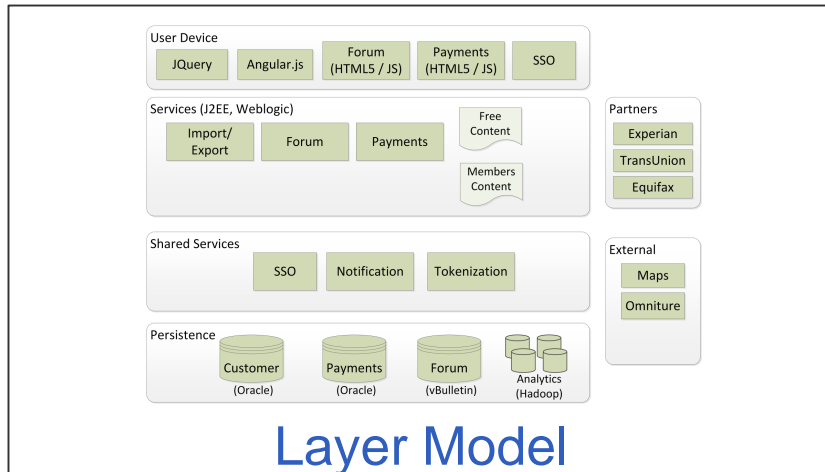 User Device
JQuery
Angular.js
Forum
(HTML5 / JS)
Payments
(HTML5 / JS)
SSO
Services (J2EE, Weblogic)
Import/
Export
Forum
Payments
Free
Content
Members
Content
Partners
Experian
TransUnion
Equifax
Shared Services
SSO
Notification
Tokenization
External
Maps
Omniture
Persistence
Customer
(Oracle)
Payments
(Oracle)
Forum
(vBulletin)
Analytics
(Hadoop)
Layer Model